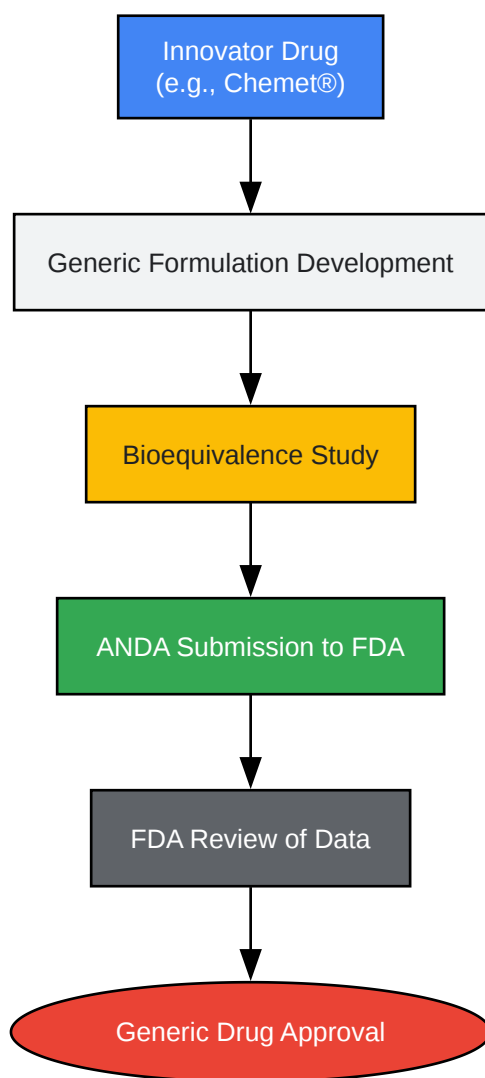 Innovator Drug
(e.g., Chemet®)
Generic Formulation Development
Bioequivalence Study
ANDA Submission to FDA
FDA Review of Data
Generic Drug Approval